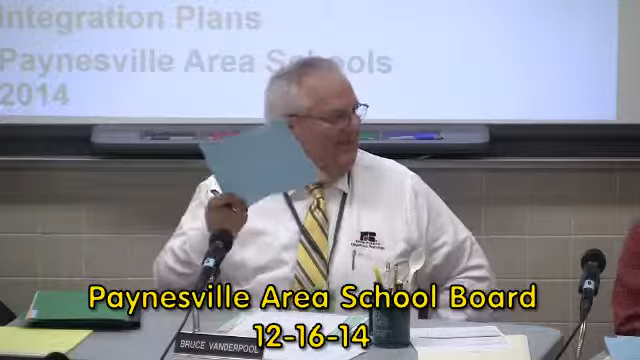 Integration Plans
Paynesville Area Schools
2014
Paynesville Area School Board
12-16-14
BRUCE VANDERPOOL